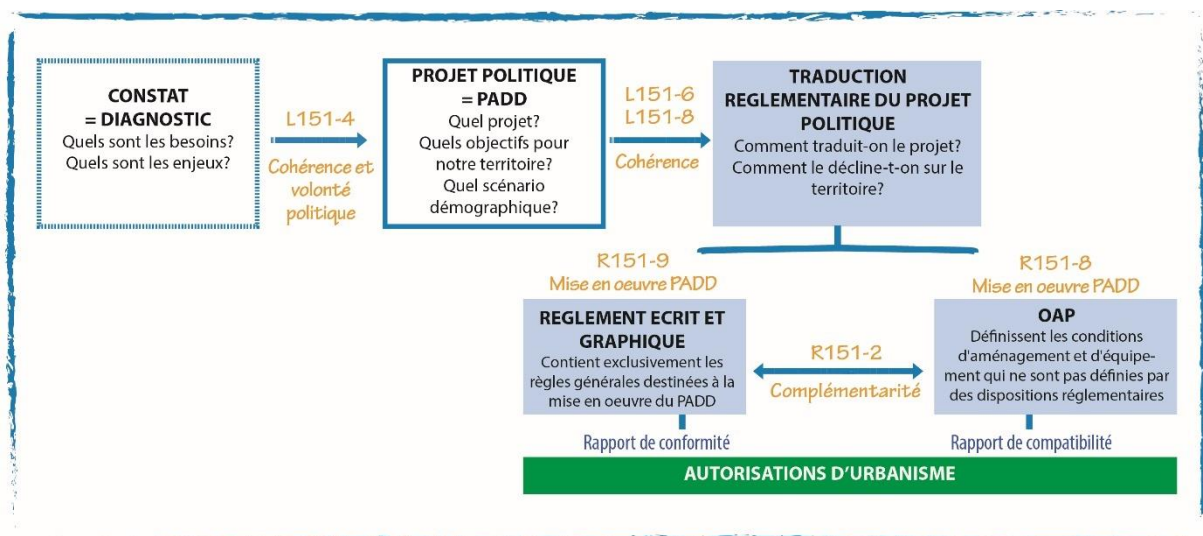 CONSTAT
= DIAGNOSTIC
Quels sont les besoins?
Quels sont les enjeux?
L151-4
Cohérence et
volonté
politique
PROJET POLITIQUE
= PADD
Quel projet?
Quels objectifs pour
notre territoire?
Quel scénario
démographique?
L151-6
L151-8
Cohérence
TRADUCTION
REGLEMENTAIRE DU PROJET
POLITIQUE
Comment traduit-on le projet?
Comment le décline-t-on sur le
territoire?
R151-9
Mise en oeuvre PADD
REGLEMENT ECRIT ET
GRAPHIQUE
Contient exclusivement les
règles générales destinées à la
mise en oeuvre du PADD
R151-2
Complémentarité
R151-8
Mise en oeuvre PADD
OAP
Définissent les conditions
d'aménagement et d'équipe-
ment qui ne sont pas définies par
des dispositions réglementaires
Rapport de conformité
Rapport de compatibilité
AUTORISATIONS D'URBANISME